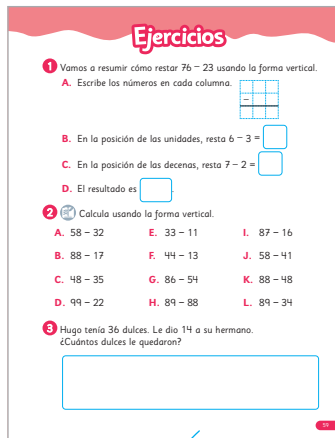 Ejercicios
1 Vamos a resumir cómo restar 76 − 23 usando la forma vertical.
A. Escribe los números en cada columna.
−
B. En la posición de las unidades, resta 6 − 3 =
C. En la posición de las decenas, resta 7 − 2 =
D. El resultado es .
2 Calcula usando la forma vertical.
A. 58 − 32 E. 33 − 11 I. 87 − 16
B. 88 − 17 F. 44 − 13 J. 58 − 41
C. 48 − 35 G. 86 − 54 K. 88 − 48
D. 99 − 22 H. 89 − 88 L. 89 − 34
3 Hugo tenía 36 dulces. Le dio 14 a su hermano.
¿Cuántos dulces le quedaron?
59